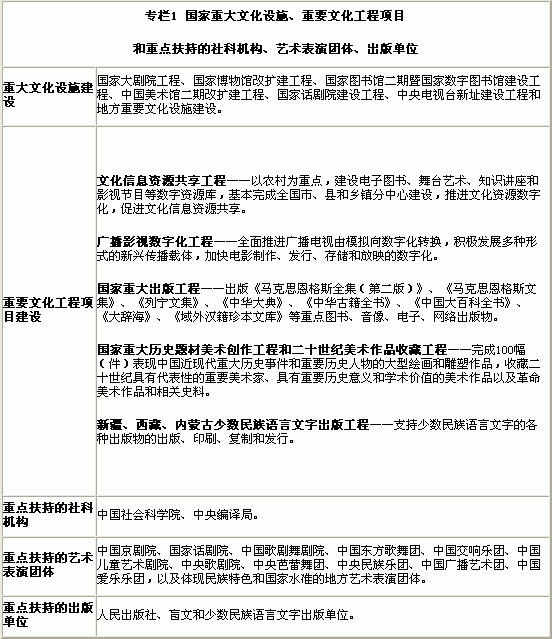 专栏1 国家重大文化设施、重要文化工程项目
和重点扶持的社科机构、艺术表演团体、出版单位
重大文化设施建
设
国家大剧院工程、国家博物馆改扩建工程、国家图书馆二期暨国家数字图书馆建设工
程、中国美术馆二期改扩建工程、国家话剧院建设工程、中央电视台新址建设工程和
地方重要文化设施建设。
重要文化工程项
目建设
文化信息资源共享工程——以农村为重点，建设电子图书、舞台艺术、知识讲座和
影视节目等数字资源库，基本完成全国市、县和乡镇分中心建设，推进文化资源数字
化，促进文化信息资源共享。
广播影视数字化工程——全面推进广播电视由模拟向数字化转换，积极发展多种形
式的新兴传播载体，加快电影制作、发行、存储和放映的数字化。
国家重大出版工程——出版《马克思恩格斯全集（第二版）》、《马克思恩格斯文
集》、《列宁文集》、《中华大典》、《中华古籍全书》、《中国大百科全书》、
《大辞海》、《域外汉籍珍本文库》等重点图书、音像、电子、网络出版物。
国家重大历史题材美术创作工程和二十世纪美术作品收藏工程——完成100幅
（件）表现中国近现代重大历史事件和重要历史人物的大型绘画和雕塑作品，收藏二
十世纪具有代表性的重要美术家、具有重要历史意义和学术价值的美术作品以及革命
美术作品和相关史料。
新疆、西藏、内蒙古少数民族语言文字出版工程——支持少数民族语言文字的各
种出版物的出版、印刷、复制和发行。
重点扶持的社科
机构
中国社会科学院、中央编译局。
重点扶持的艺术
表演团体
中国京剧院、国家话剧院、中国歌剧舞剧院、中国东方歌舞团、中国交响乐团、中国
儿童艺术剧院、中央歌剧院、中央芭蕾舞团、中央民族乐团、中国广播艺术团、中国
爱乐乐团，以及体现民族特色和国家水准的地方艺术表演团体。
重点扶持的出版
单位
人民出版社、盲文和少数民族语言文字出版单位。